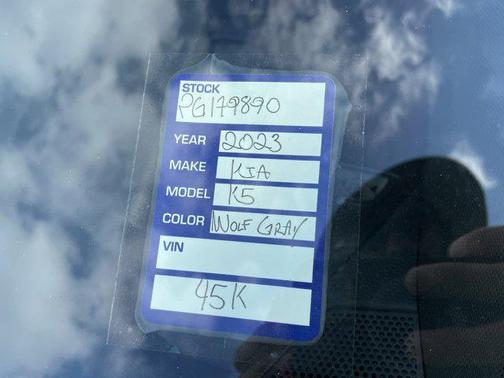 STOCK
PG179890
YEAR 2023
MAKE KIA
MODEL K5
COLOR WOLF GRAY
VIN
45K